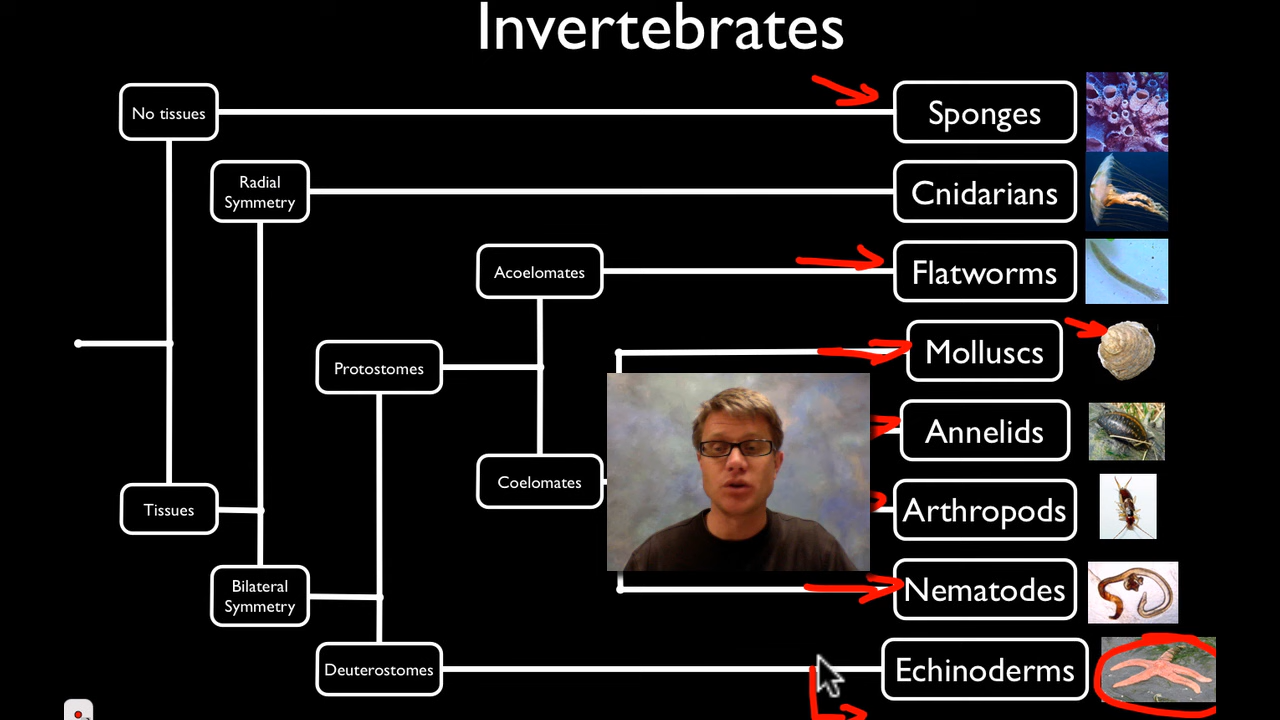 Invertebrates
No tissues
Sponges
Radial
Symmetry
Cnidarians
Acoelomates
Flatworms
Protostomes
Molluscs
Annelids
Coelomates
Tissues
Arthropods
Bilateral
Symmetry
Nematodes
Deuterostomes
Echinoderms